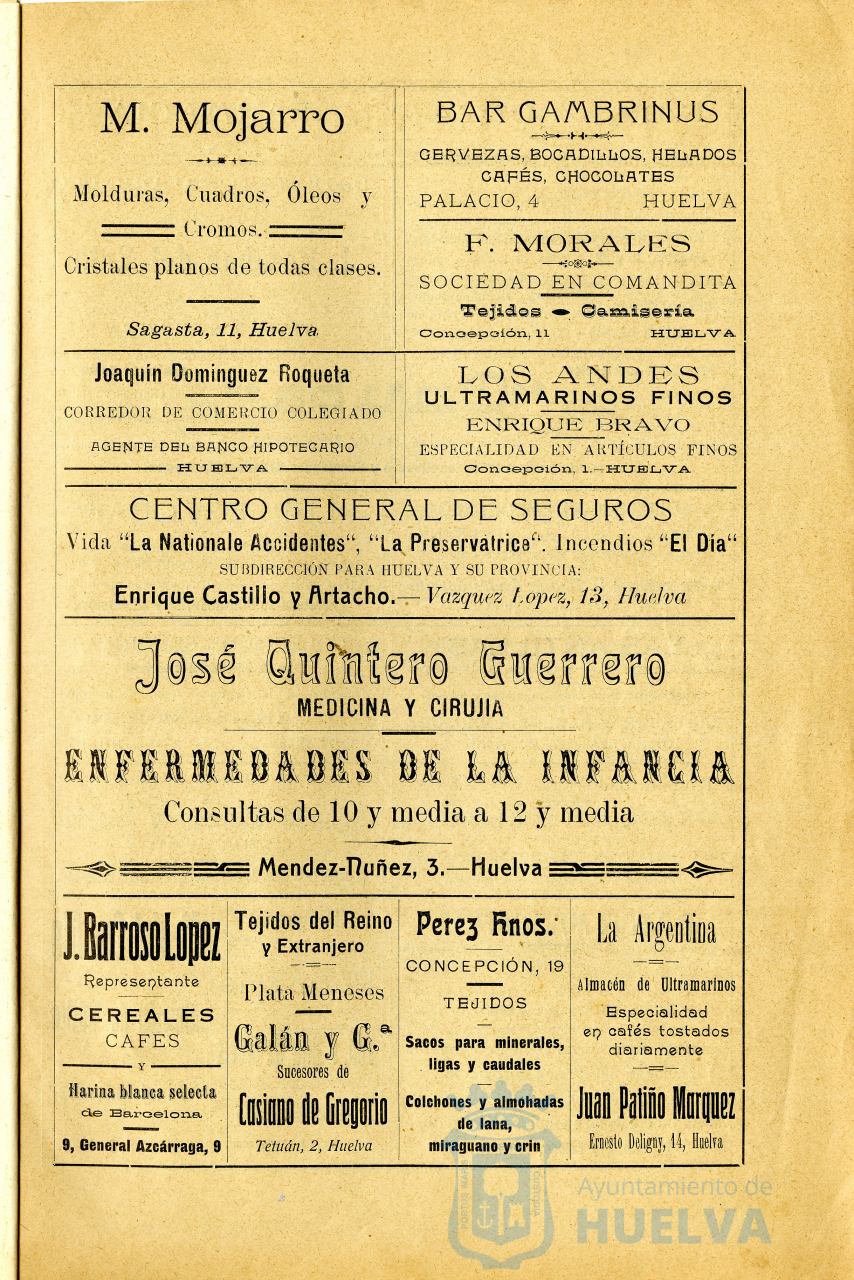 M. Mojarro
Molduras, Cuadros, Óleos y
Cromos.
Cristales planos de todas clases.
Sagasta, 11, Huelva
BAR GAMBRINUS
CERVEZAS, BOCADILLOS, HELADOS
CAFÉS, CHOCOLATES
PALACIO, 4 HUELVA
F. MORALES
SOCIEDAD EN COMANDITA
Tejidos Camisería
Concepción, 11 HUELVA
Joaquín Dominguez Roqueta
CORREDOR DE COMERCIO COLEGIADO
AGENTE DEL BANCO HIPOTECARIO
HUELVA
LOS ANDES
ULTRAMARINOS FINOS
ENRIQUE BRAVO
ESPECIALIDAD EN ARTÍCULOS FINOS
Concepción, 1.—HUELVA
CENTRO GENERAL DE SEGUROS
Vida “La Nationale Accidentes“, “La Preservatrice“. Incendios “El Día“
SUBDIRECCIÓN PARA HUELVA Y SU PROVINCIA:
Enrique Castillo y Artacho.— Vazquez Lopez, 13, Huelva
José Quintero Guerrero
MEDICINA Y CIRUJIA
ENFERMEDADES DE LA INFANCIA
Consultas de 10 y media a 12 y media
Mendez-Nuñez, 3.—Huelva
J. Barroso Lopez
Representante
CEREALES
CAFES
Y
Harina blanca selecta
de Barcelona
9, General Azcárraga, 9
Tejidos del Reino
y Extranjero
Plata Meneses
Galán y C.ª
Sucesores de
Casiano de Gregorio
Tetuán, 2, Huelva
Perez Hnos.
CONCEPCIÓN, 19
TEJIDOS
Sacos para minerales,
ligas y caudales
Colchones y almohadas
de lana,
miraguano y crin
La Argentina
Almacén de Ultramarinos
Especialidad
en cafés tostados
diariamente
Juan Patiño Marquez
Ernesto Deligny, 14, Huelva
Ayuntamiento de
HUELVA